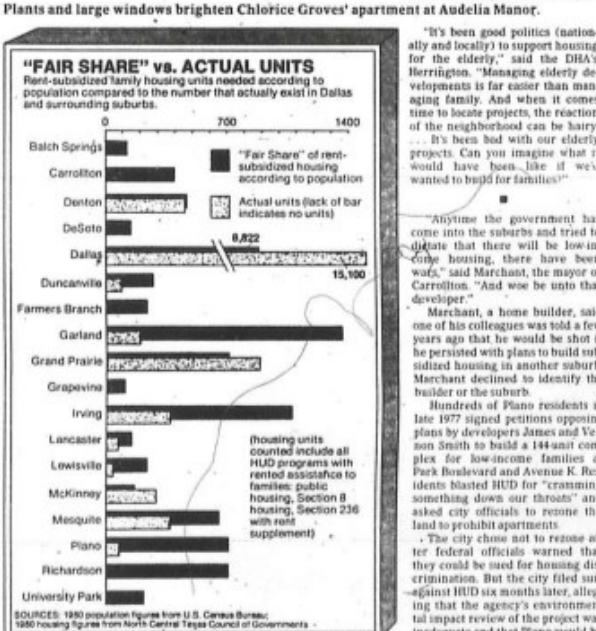 Plants and large windows brighten Chlorice Groves' apartment at Audelia Manor.
"FAIR SHARE" vs. ACTUAL UNITS
Rent-subsidized family housing units needed according to
population compared to the number that actually exist in Dallas
and surrounding suburbs.
0 700 1400
Balch Springs
Carrollton
Denton
DeSoto
Dallas
Duncanville
Farmers Branch
Garland
Grand Prairie
Grapevine
Irving
Lancaster
Lewisville
McKinney
Mesquite
Plano
Richardson
University Park
"Fair Share" of rent-
subsidized housing
according to population
Actual units (lack of bar
indicates no units)
8,822
15,100
(housing units
counted include all
HUD programs with
rented assistance to
families: public
housing, Section 8
housing, Section 236
with rent
supplement)
SOURCES: 1980 population figures from U.S. Census Bureau;
1980 housing figures from North Central Texas Council of Governments
"It's been good politics (nation-
ally and locally) to support housing
for the elderly," said the DHA's
Herrington. "Managing elderly de-
velopments is far easier than man-
aging family. And when it comes
time to locate projects, the reaction
of the neighborhood can be hairy
. . . It's been bad with our elderly
projects. Can you imagine what i
would have been like if we'd
wanted to build for families?"
"Anytime the government ha
come into the suburbs and tried to
dictate that there will be low-in
come housing, there have been
wars," said Marchant, the mayor o
Carrollton. "And woe be unto tha
developer."
Marchant, a home builder, said
one of his colleagues was told a few
years ago that he would be shot i
he persisted with plans to build sub
sidized housing in another suburb
Marchant declined to identify the
builder or the suburb.
Hundreds of Plano residents i
late 1977 signed petitions opposin
plans by developers James and Ver
non Smith to build a 144-unit com
plex for low-income families a
Park Boulevard and Avenue K. Res
idents blasted HUD for "crammin
something down our throats" and
asked city officials to rezone the
land to prohibit apartments.
The city chose not to rezone af
ter federal officials warned tha
they could be sued for housing dis
crimination. But the city filed suit
against HUD six months later, alleg
ing that the agency's environmen
tal impact review of the project was